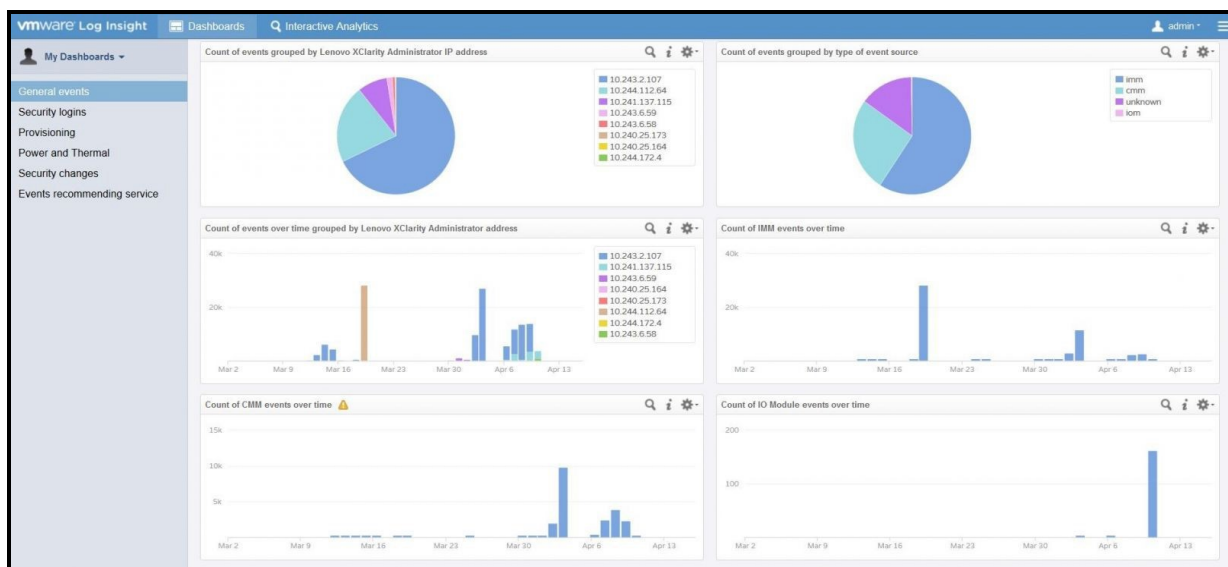 vmware Log Insight
Dashboards
Interactive Analytics
admin
My Dashboards
General events
Security logins
Provisioning
Power and Thermal
Security changes
Events recommending service
Count of events grouped by Lenovo XClarity Administrator IP address
10.243.2.107
10.244.112.64
10.241.137.115
10.243.6.59
10.243.6.58
10.240.25.173
10.240.25.164
10.244.172.4
Count of events grouped by type of event source
imm
cmm
unknown
iom
Count of events over time grouped by Lenovo XClarity Administrator address
40k
20k
Mar 2 Mar 9 Mar 16 Mar 23 Mar 30 Apr 6 Apr 13
10.243.2.107
10.241.137.115
10.243.6.59
10.240.25.164
10.240.25.173
10.244.112.64
10.244.172.4
10.243.6.58
Count of IMM events over time
40k
20k
Mar 2 Mar 9 Mar 16 Mar 23 Mar 30 Apr 6 Apr 13
Count of CMM events over time
15k
10k
5k
Mar 2 Mar 9 Mar 16 Mar 23 Mar 30 Apr 6 Apr 13
Count of IO Module events over time
200
100
Mar 2 Mar 9 Mar 16 Mar 23 Mar 30 Apr 6 Apr 13